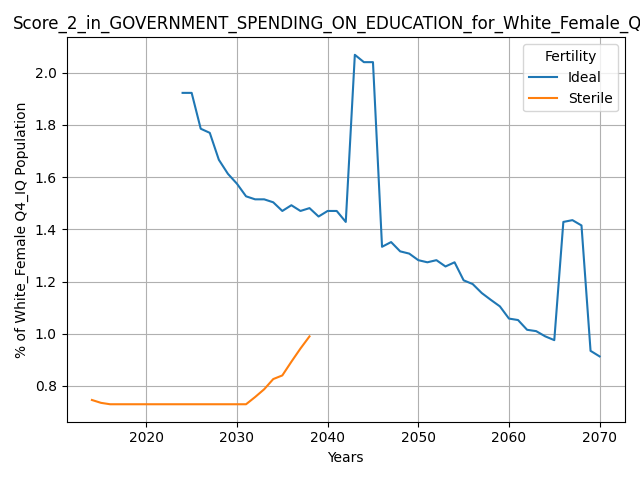 Score_2_in_GOVERNMENT_SPENDING_ON_EDUCATION_for_White_Female_Q
Fertility
Ideal
Sterile
% of White_Female Q4_IQ Population
2.0
1.8
1.6
1.4
1.2
1.0
0.8
2020 2030 2040 2050 2060 2070
Years